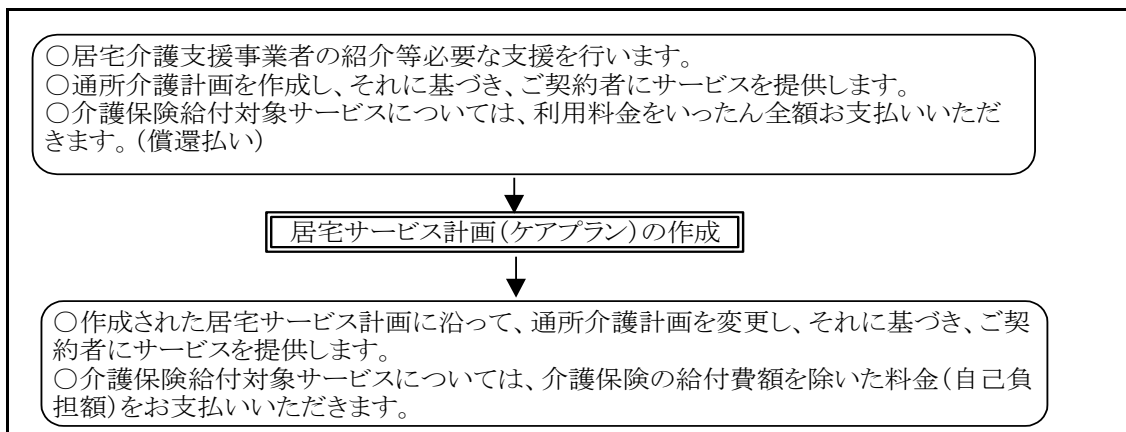 ○居宅介護支援事業者の紹介等必要な支援を行います。
○通所介護計画を作成し、それに基づき、ご契約者にサービスを提供します。
○介護保険給付対象サービスについては、利用料金をいったん全額お支払いいただ
きます。(償還払い)
居宅サービス計画(ケアプラン)の作成
○作成された居宅サービス計画に沿って、通所介護計画を変更し、それに基づき、ご契
約者にサービスを提供します。
○介護保険給付対象サービスについては、介護保険の給付費額を除いた料金(自己負
担額)をお支払いいただきます。